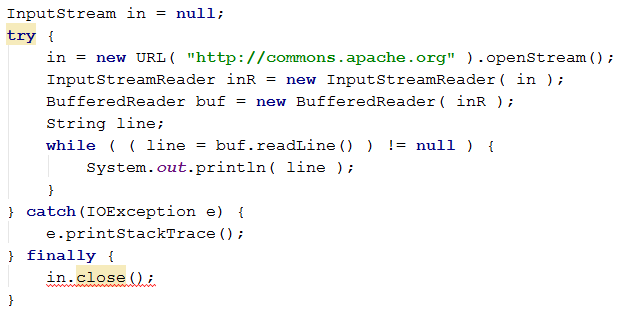 InputStream in = null;
try {
    in = new URL( "http://commons.apache.org" ).openStream();
    InputStreamReader inR = new InputStreamReader( in );
    BufferedReader buf = new BufferedReader( inR );
    String line;
    while ( ( line = buf.readLine() ) != null ) {
        System.out.println( line );
    }
} catch(IOException e) {
    e.printStackTrace();
} finally {
    in.close();
}